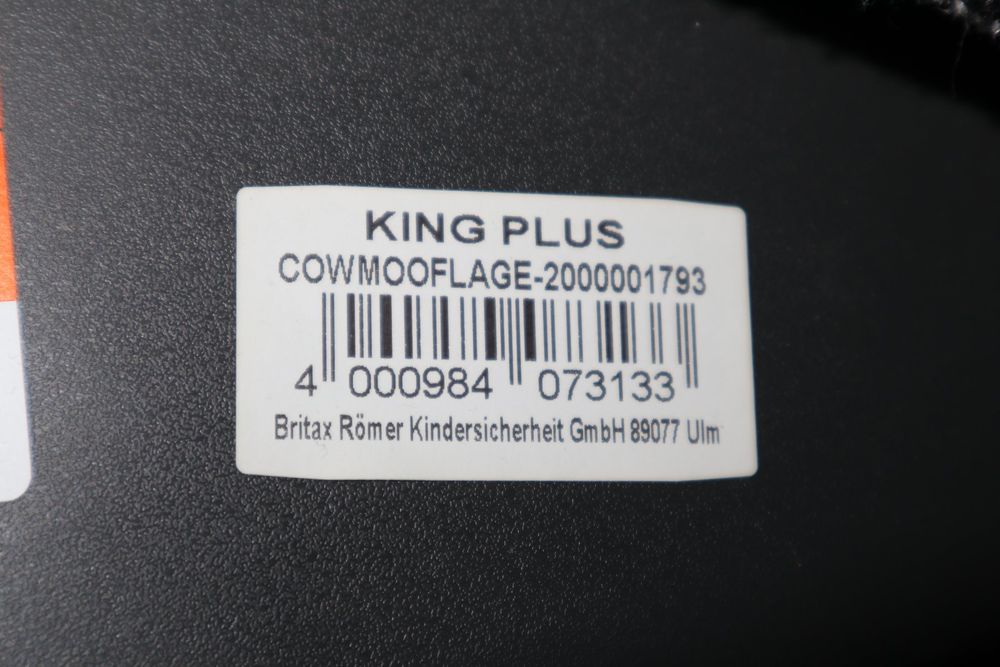 KING PLUS
COWMOOFLAGE-2000001793
4 000984 073133
Britax Römer Kindersicherheit GmbH 89077 Ulm